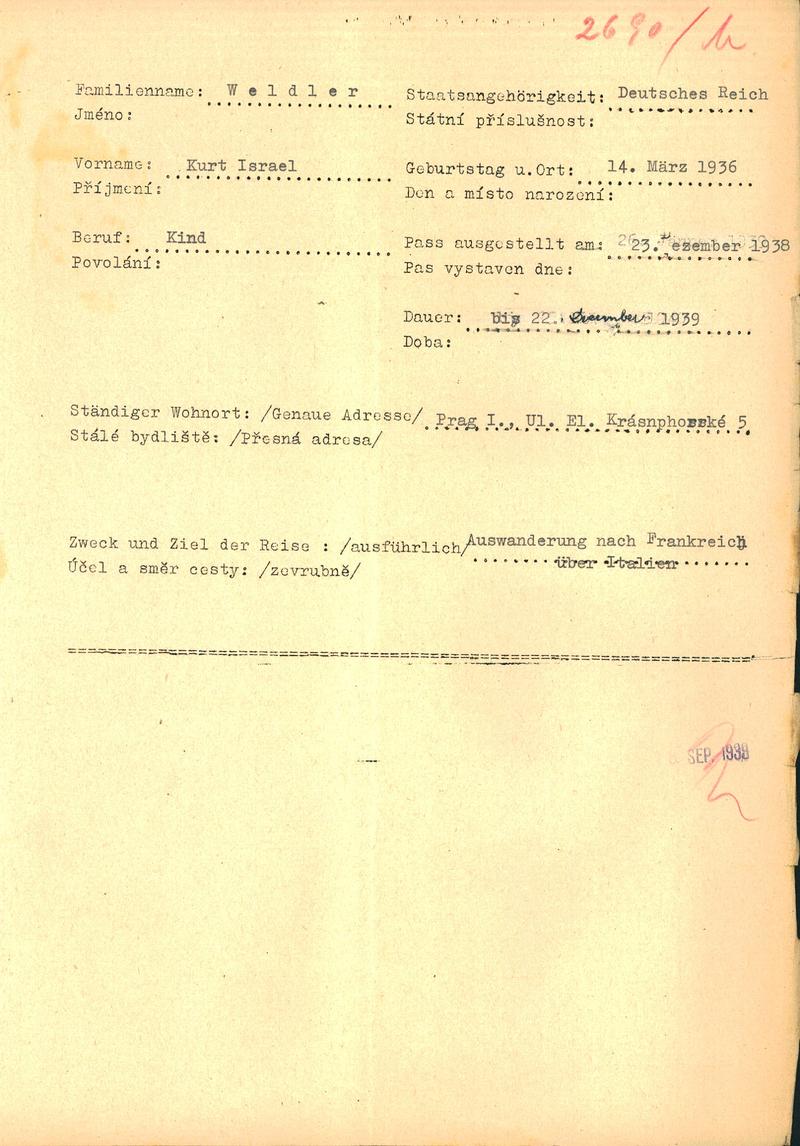 2690/
Familienname: W e l d l e r
Jméno:
Staatsangehörigkeit: Deutsches Reich
Státní příslušnost:
Vorname: Kurt Israel
Příjmení:
Geburtstag u.Ort: 14. März 1936
Den a místo narození:
Beruf: Kind
Povolání:
Pass ausgestellt am: 23.Dezember 1938
Pas vystaven dne:
Dauer: bis 22. Dezember 1939
Doba:
Ständiger Wohnort: /Genaue Adresse/ Prag I., Ul. El. Krásnphorské 5
Stálé bydliště: /Přesná adresa/
Zweck und Ziel der Reise : /ausführlich/Auswanderung nach Frankreich
Účel a směr cesty: /zevrubně/ über Italien
SEP. 1939